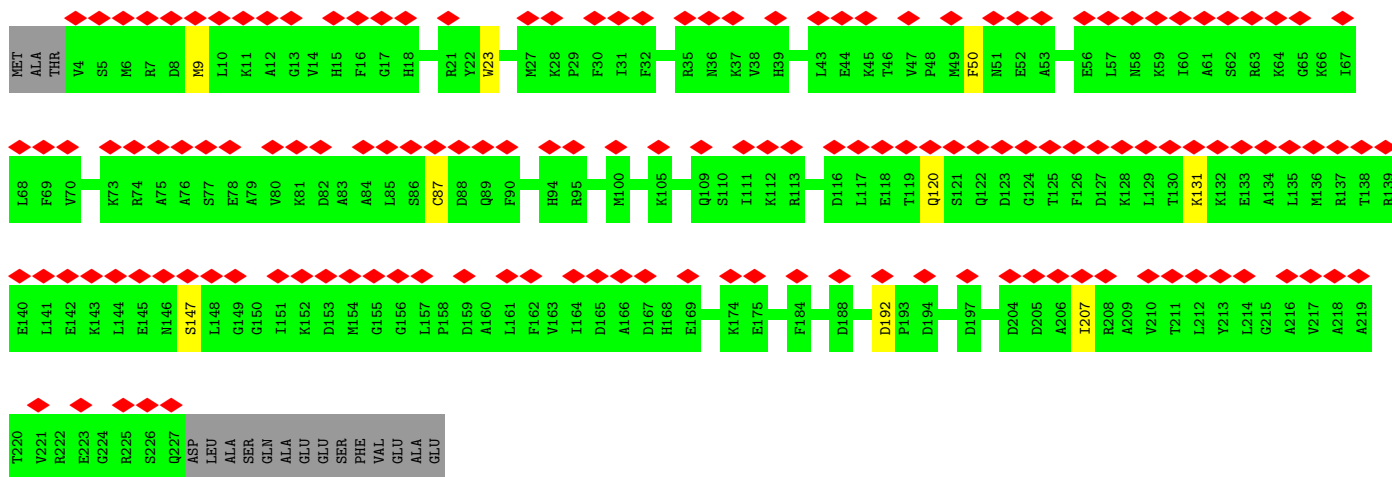 MET ALA THR V4 S5 M6 R7 D8 M9 L10 K11 A12 G13 V14 H15 F16 G17 H18 R21 Y22 W23 M27 K28 P29 F30 I31 F32 R35 N36 K37 V38 H39 L43 E44 K45 T46 V47 P48 M49 F50 N51 E52 A53 E56 L57 N58 K59 I60 A61 S62 R63 K64 G65 K66 I67
L68 F69 V70 K73 R74 A75 A76 S77 E78 A79 V80 K81 D82 A83 A84 L85 S86 C87 D88 Q89 F90 H94 R95 M100 K105 Q109 S110 I111 K112 R113 D116 L117 E118 T119 Q120 S121 Q122 D123 G124 T125 F126 D127 K128 L129 T130 K131 K132 E133 A134 L135 M136 R137 T138 R139
E140 L141 E142 K143 L144 E145 N146 S147 L148 G149 G150 I151 K152 D153 M154 G155 G156 L157 P158 D159 A160 L161 F162 V163 I164 D165 A166 D167 H168 E169 K174 E175 F184 D188 D192 P193 D194 D197 D204 D205 A206 I207 R208 A209 V210 T211 L212 Y213 L214 G215 A216 V217 A218 A219
T220 V221 R222 E223 G224 R225 S226 Q227 ASP LEU ALA SER GLN ALA GLU GLU SER PHE VAL GLU ALA GLU